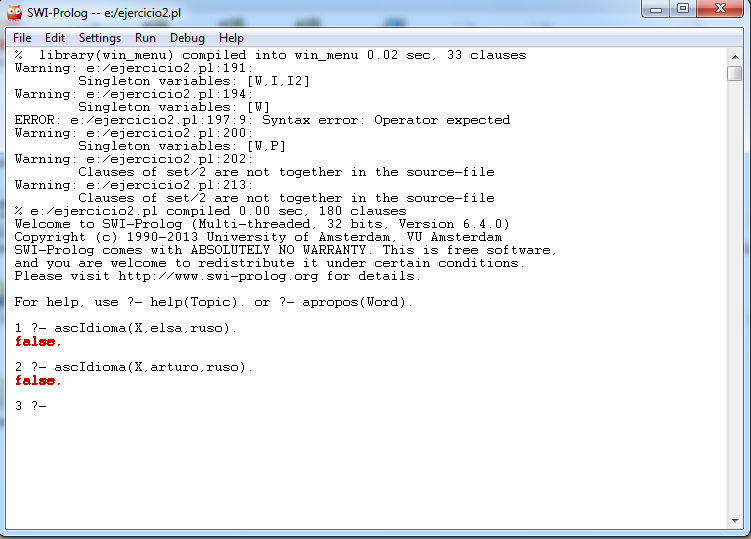 SWI-Prolog -- e:/ejercicio2.pl
File Edit Settings Run Debug Help
%  library(win_menu) compiled into win_menu 0.02 sec, 33 clauses
Warning: e:/ejercicio2.pl:191:
        Singleton variables: [W,I,I2]
Warning: e:/ejercicio2.pl:194:
        Singleton variables: [W]
ERROR: e:/ejercicio2.pl:197:9: Syntax error: Operator expected
Warning: e:/ejercicio2.pl:200:
        Singleton variables: [W,P]
Warning: e:/ejercicio2.pl:202:
        Clauses of set/2 are not together in the source-file
Warning: e:/ejercicio2.pl:213:
        Clauses of set/2 are not together in the source-file
% e:/ejercicio2.pl compiled 0.00 sec, 180 clauses
Welcome to SWI-Prolog (Multi-threaded, 32 bits, Version 6.4.0)
Copyright (c) 1990-2013 University of Amsterdam, VU Amsterdam
SWI-Prolog comes with ABSOLUTELY NO WARRANTY. This is free software,
and you are welcome to redistribute it under certain conditions.
Please visit http://www.swi-prolog.org for details.

For help, use ?- help(Topic). or ?- apropos(Word).

1 ?- ascIdioma(X,elsa,ruso).
false.

2 ?- ascIdioma(X,arturo,ruso).
false.

3 ?-